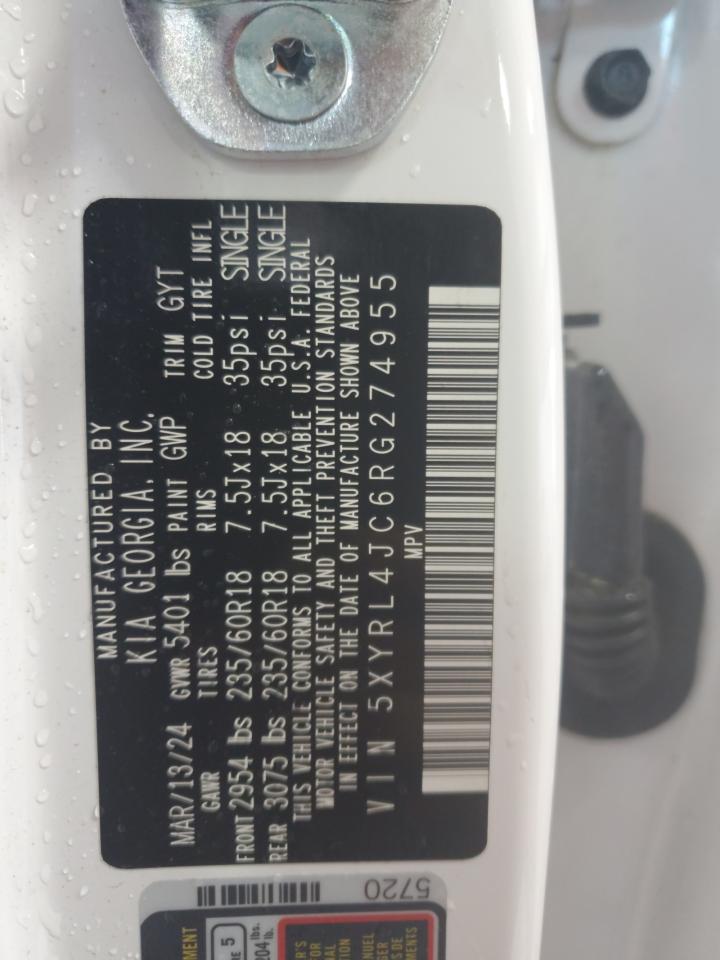 MANUFACTURED BY
KIA GEORGIA, INC.
MAR/13/24 GVWR 5401 lbs PAINT GWP TRIM GYT
GAWR TIRES RIMS COLD TIRE INFL
FRONT 2954 lbs 235/60R18 7.5Jx18 35psi SINGLE
REAR 3075 lbs 235/60R18 7.5Jx18 35psi SINGLE
THIS VEHICLE CONFORMS TO ALL APPLICABLE U.S.A. FEDERAL
MOTOR VEHICLE SAFETY AND THEFT PREVENTION STANDARDS
IN EFFECT ON THE DATE OF MANUFACTURE SHOWN ABOVE
VIN 5XYRL4JC6RG274955
MPV
5720
5
204 lb.